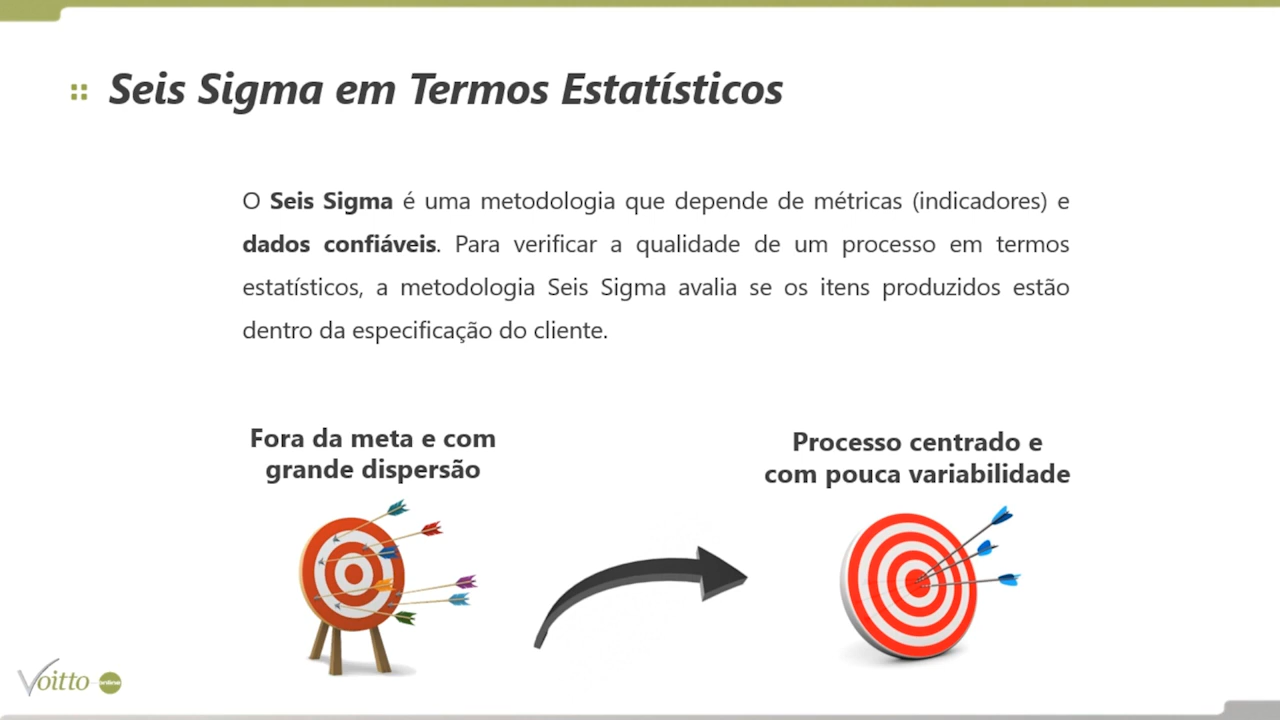 Seis Sigma em Termos Estatísticos
O Seis Sigma é uma metodologia que depende de métricas (indicadores) e
dados confiáveis. Para verificar a qualidade de um processo em termos
estatísticos, a metodologia Seis Sigma avalia se os itens produzidos estão
dentro da especificação do cliente.
Fora da meta e com
grande dispersão
Processo centrado e
com pouca variabilidade
Voitto online